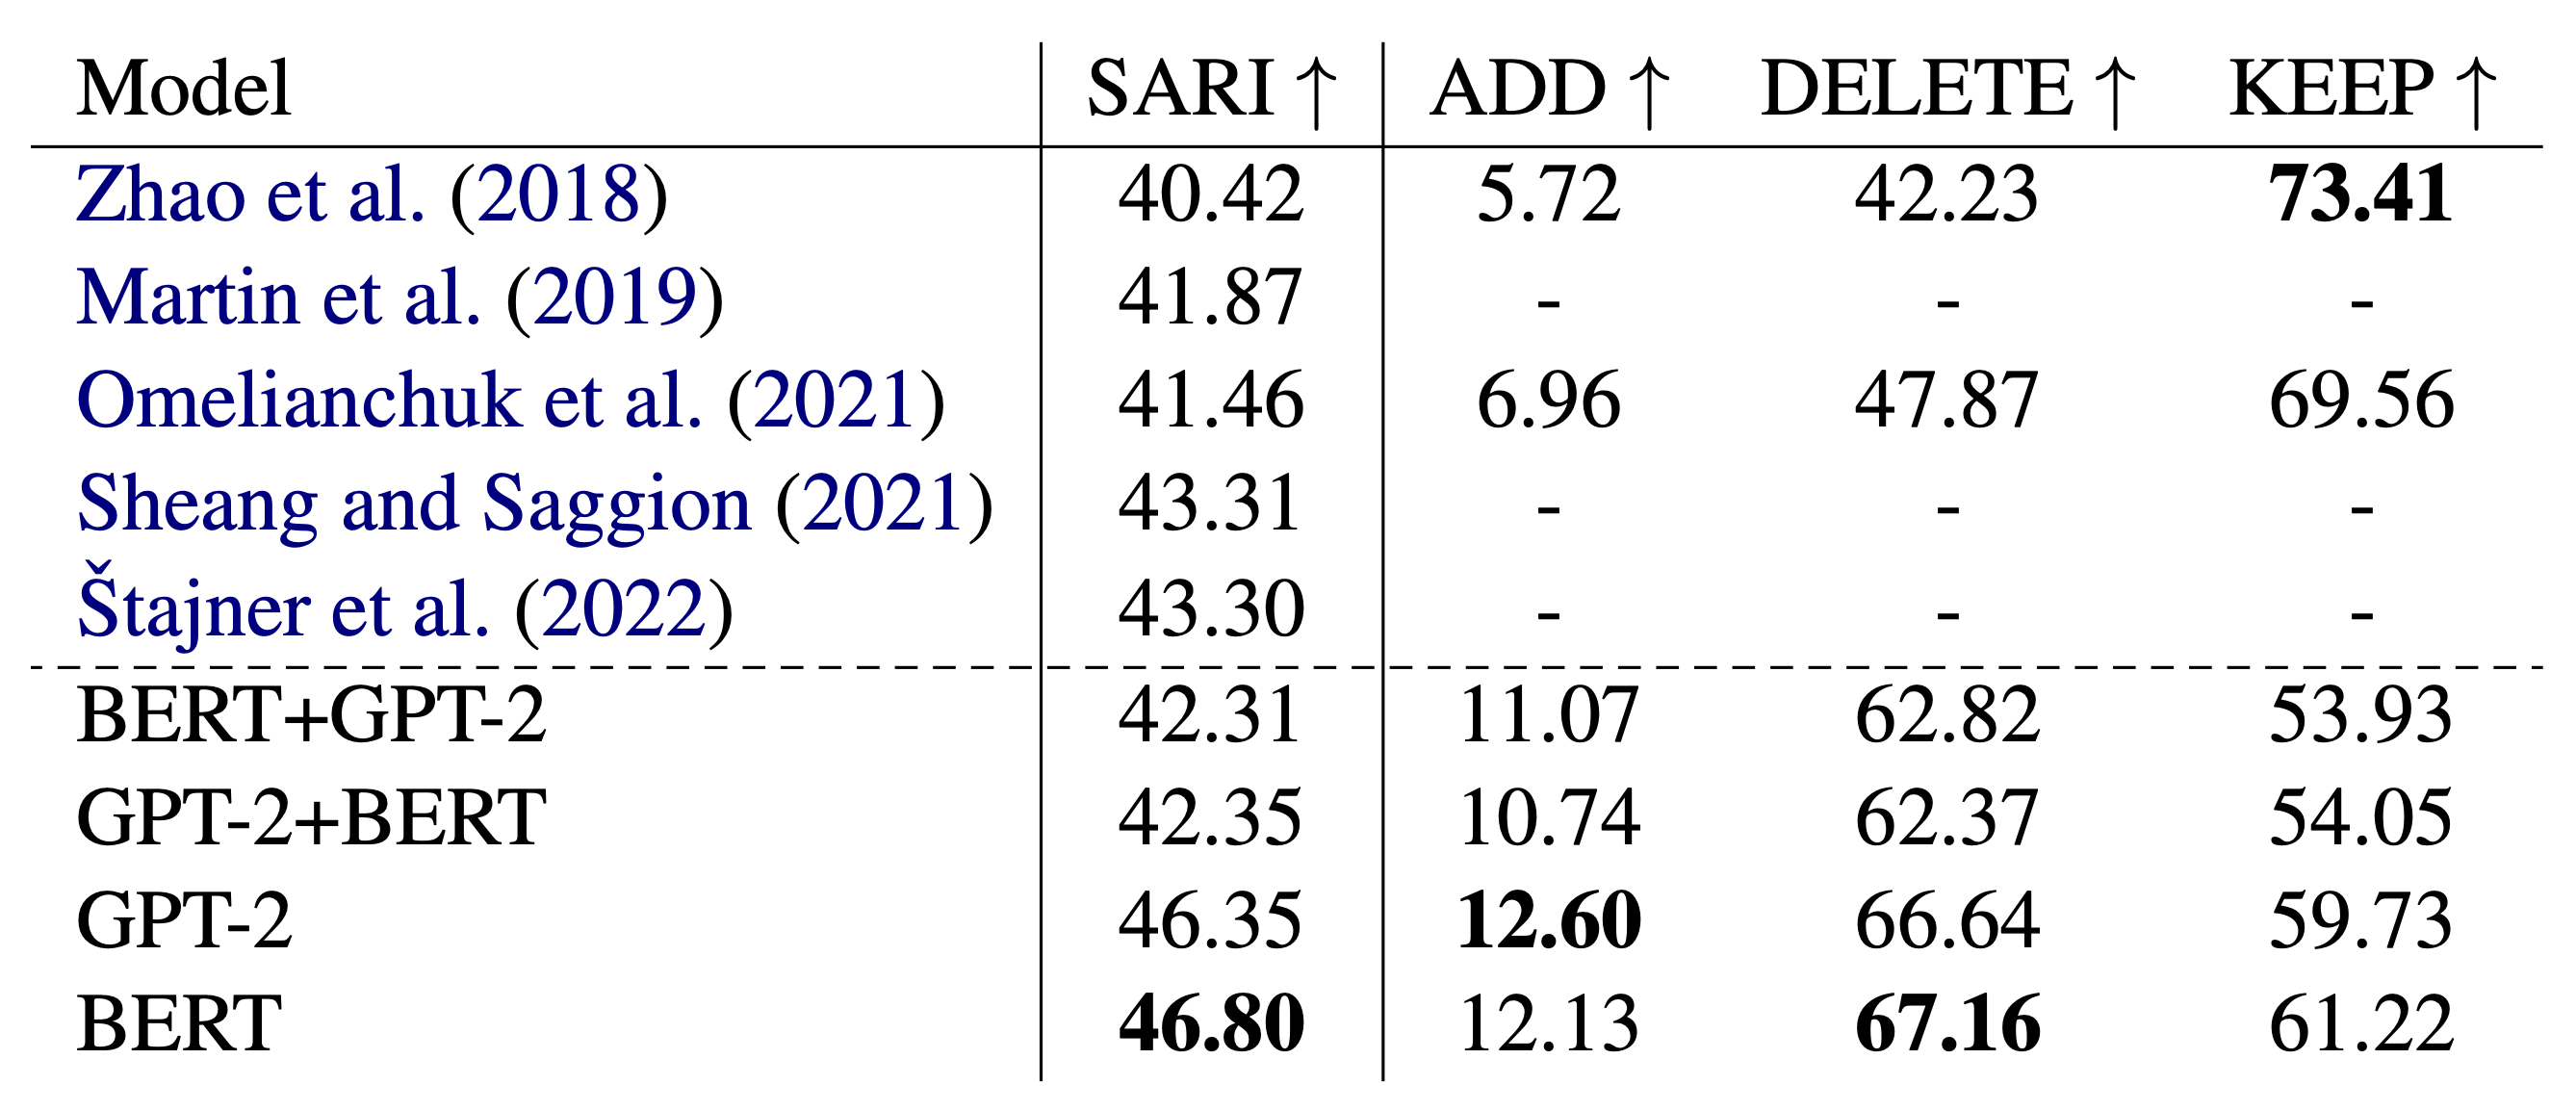 Model SARI ↑ ADD ↑ DELETE ↑ KEEP ↑
Zhao et al. (2018) 40.42 5.72 42.23 73.41
Martin et al. (2019) 41.87 - - -
Omelianchuk et al. (2021) 41.46 6.96 47.87 69.56
Sheang and Saggion (2021) 43.31 - - -
Štajner et al. (2022) 43.30 - - -
BERT+GPT-2 42.31 11.07 62.82 53.93
GPT-2+BERT 42.35 10.74 62.37 54.05
GPT-2 46.35 12.60 66.64 59.73
BERT 46.80 12.13 67.16 61.22